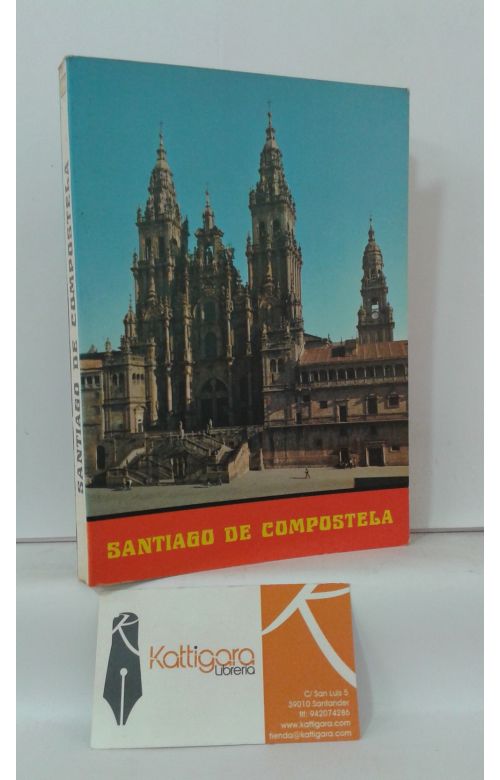 SANTIAGO DE COMPOSTELA
SANTIAGO DE COMPOSTELA
Kattigara
Librería
C/ San Luis 5
39010 Santander
tlf: 942074286
www.kattigara.com
tienda@kattigara.com